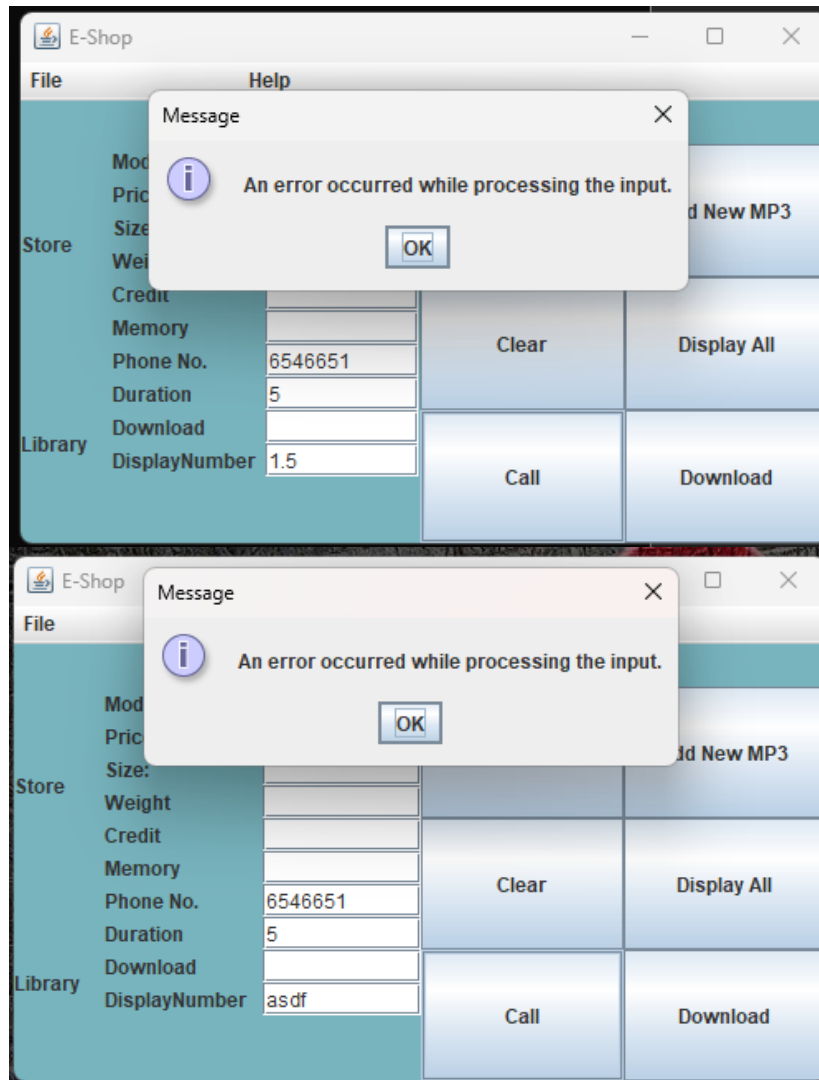 E-Shop
File Help
Message
An error occurred while processing the input.
OK
Store
Library
Mod
Pric
Size
Wei
Credit
Memory
Phone No. 6546651
Duration 5
Download
DisplayNumber 1.5
d New MP3
Clear Display All
Call Download
E-Shop
File
Message
An error occurred while processing the input.
OK
Store
Library
Mod
Pric
Size:
Weight
Credit
Memory
Phone No. 6546651
Duration 5
Download
DisplayNumber asdf
dd New MP3
Clear Display All
Call Download